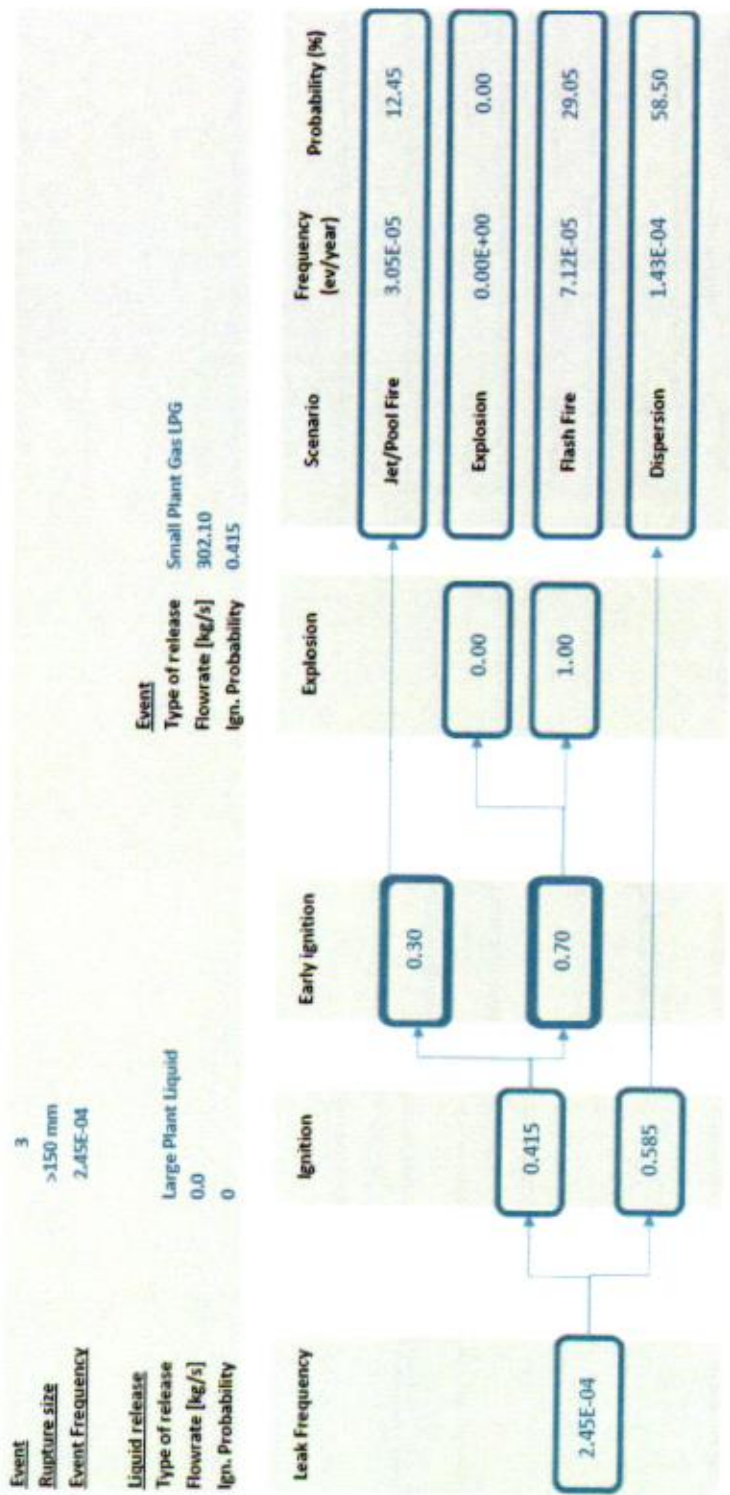 Event 3
Rupture size >150 mm
Event Frequency 2.45E-04
Liquid release Event
Type of release Large Plant Liquid Type of release Small Plant Gas LPG
Flowrate [kg/s] 0.0 Flowrate [kg/s] 302.10
Ign. Probability 0 Ign. Probability 0.415
Leak Frequency Ignition Early ignition Explosion Scenario Frequency (ev/year) Probability (%)
0.30 Jet/Pool Fire 3.05E-05 12.45
0.415 0.00 Explosion 0.00E+00 0.00
0.70 1.00 Flash Fire 7.12E-05 29.05
2.45E-04 0.585 Dispersion 1.43E-04 58.50